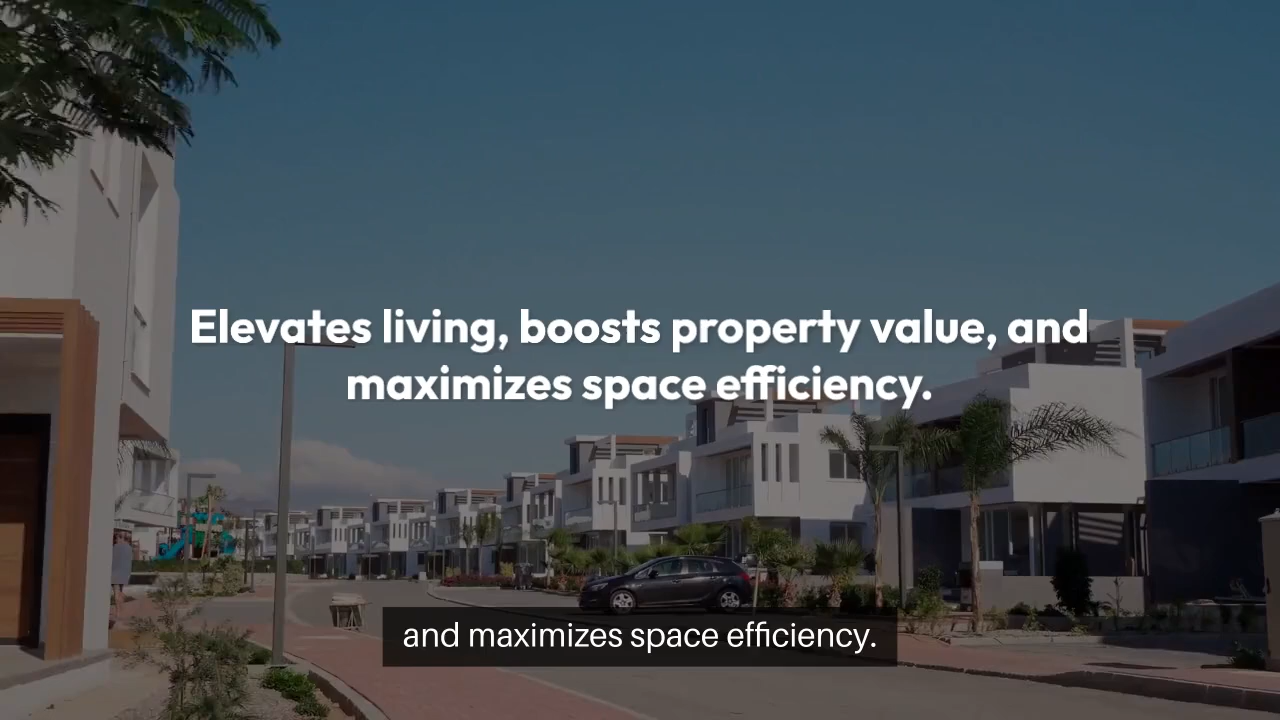 Elevates living, boosts property value, and
maximizes space efficiency.
and maximizes space efficiency.